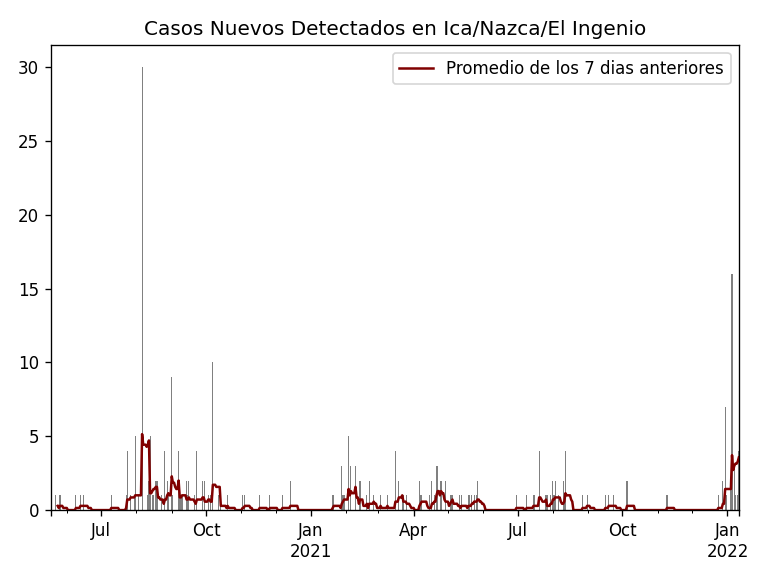 Casos Nuevos Detectados en Ica/Nazca/El Ingenio
Promedio de los 7 dias anteriores
30
25
20
15
10
5
0
Jul Oct Jan Apr Jul Oct Jan
2021 2022